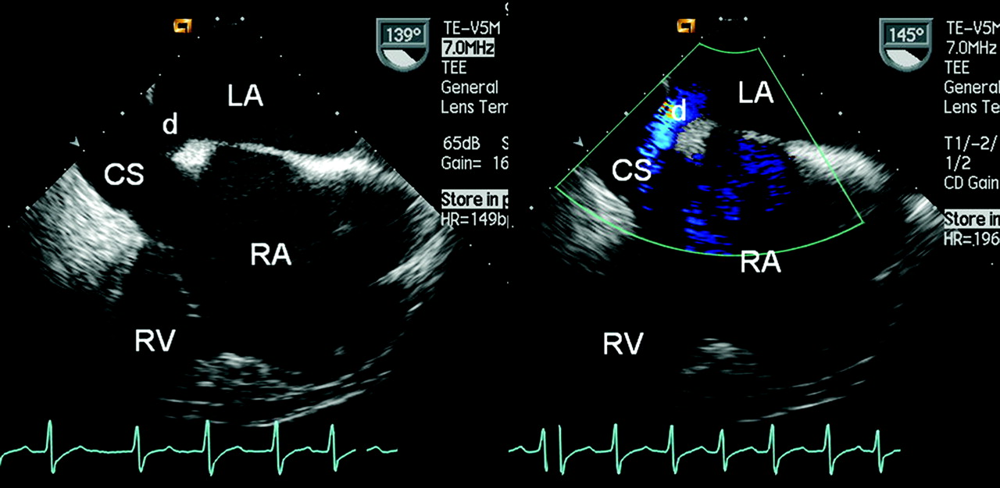 139°
TE-V5M
7.0MHz
TEE
General
Lens Tem
65dB S
Gain= 16
Store in p
HR=149b
LA
d
CS
RA
RV
145°
TE-V5M
7.0MHz
TEE
General
Lens Tem
T1/-2/
1/2
CD Gain
Store in
HR=196
LA
d
CS
RA
RV